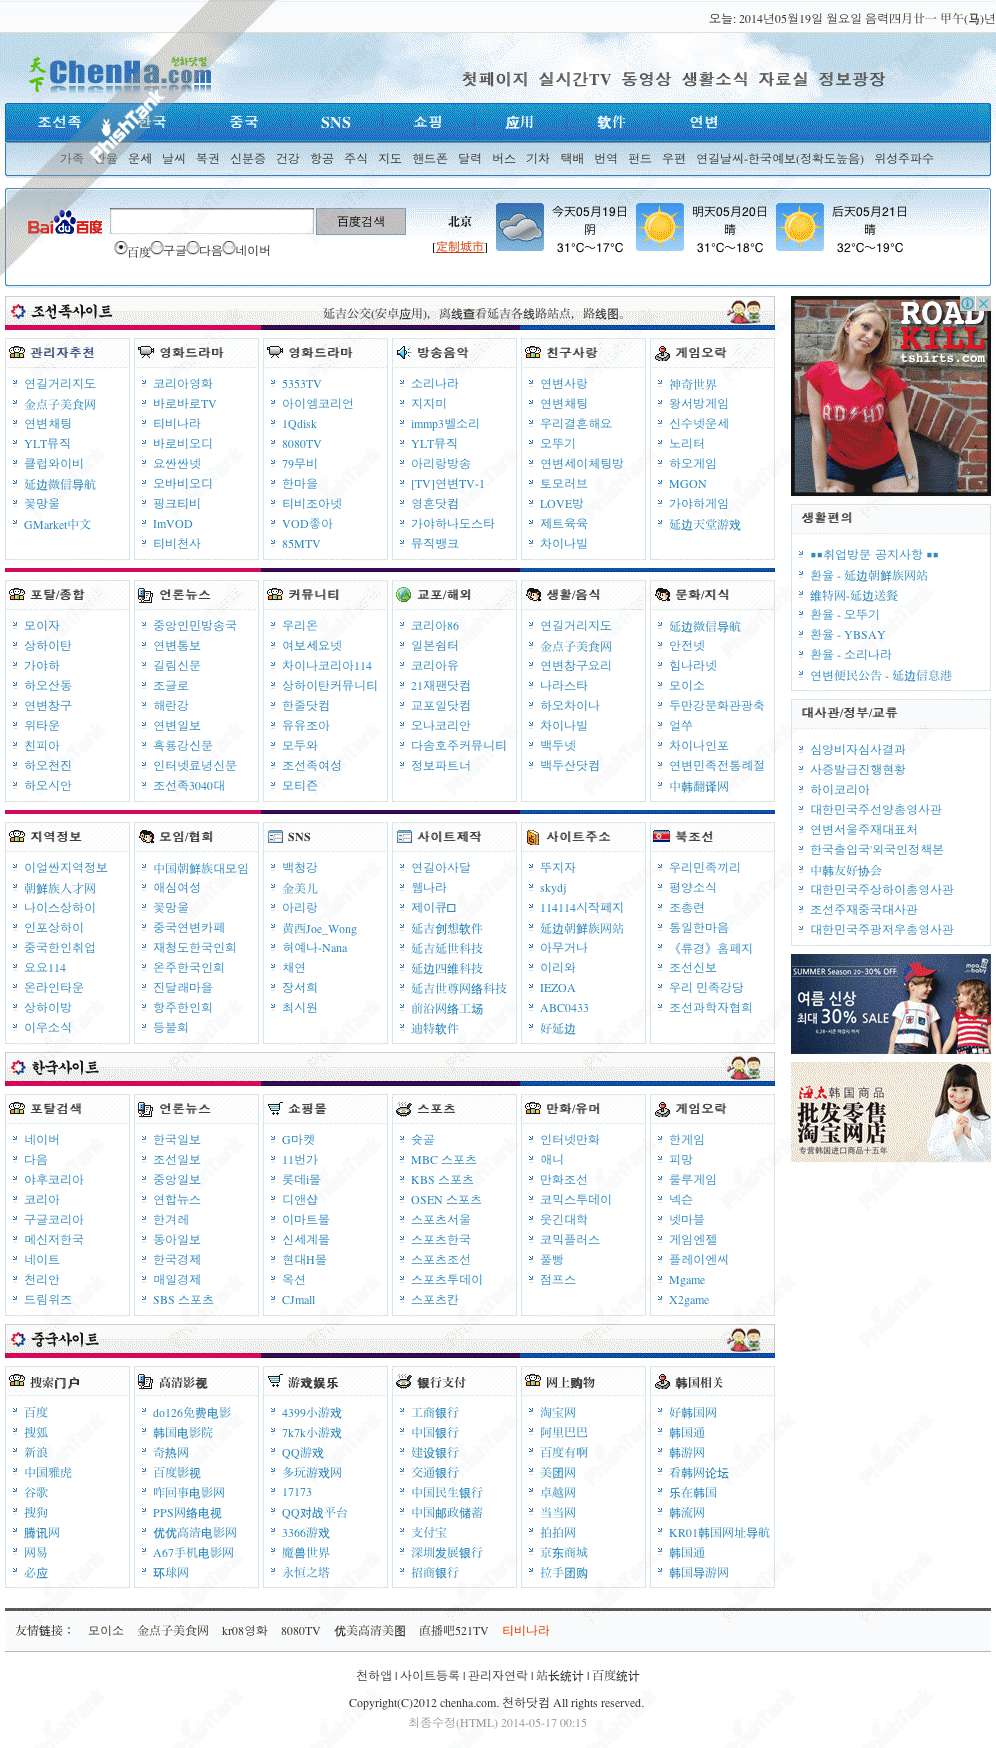 오늘: 2014년05월19일 월요일 음력四月廿一 甲午(马)년
天下 ChenHa.com 천하닷컴
첫페이지 실시간TV 동영상 생활소식 자료실 정보광장
조선족 한국 중국 SNS 쇼핑 应用 软件 연변
PhishTank
가족 환율 운세 날씨 복권 신분증 건강 항공 주식 지도 핸드폰 달력 버스 기차 택배 번역 펀드 우편 연길날씨-한국예보(정확도높음) 위성주파수
Bai du 百度 百度검색
百度 구글 다음 네이버
北京 [定制城市]
今天05月19日 阴 31°C~17°C
明天05月20日 晴 31°C~18°C
后天05月21日 晴 32°C~19°C
조선족사이트 延吉公交(安卓应用), 离线查看延吉各线路站点, 路线图。
관리자추천
연길거리지도
金点子美食网
연변채팅
YLT뮤직
클럽와이비
延边微信导航
꽃망울
GMarket中文
영화드라마
코리아영화
바로바로TV
티비나라
바로비오디
요싼싼넷
오바비오디
핑크티비
ImVOD
티비천사
영화드라마
5353TV
아이엠코리언
1Qdisk
8080TV
79무비
한마을
티비조아넷
VOD좋아
85MTV
방송음악
소리나라
지지미
immp3벨소리
YLT뮤직
아리랑방송
[TV]연변TV-1
영흔닷컴
가야하나도스타
뮤직뱅크
친구사랑
연변사랑
연변채팅
우리결혼해요
오뚜기
연변세이체팅방
토모러브
LOVE방
제트육육
차이나빌
게임오락
神奇世界
왕서방게임
신수넷운세
노리터
하오게임
MGON
가야하게임
延边天堂游戏
포탈/종합
모이자
상하이탄
가야하
하오산동
연변창구
위타운
친피아
하오천진
하오시안
언론뉴스
중앙인민방송국
연변통보
길림신문
조글로
해란강
연변일보
흑룡강신문
인터넷료녕신문
조선족3040대
커뮤니티
우리온
여보세요넷
차이나코리아114
상하이탄커뮤니티
한줄닷컴
유유조아
모두와
조선족여성
모티즌
교포/해외
코리아86
일본쉼터
코리아유
21재팬닷컴
교포일닷컴
오나코리안
다솜호주커뮤니티
정보파트너
생활/음식
연길거리지도
金点子美食网
연변창구요리
나라스타
하오차이나
차이나빌
백두넷
백두산닷컴
문화/지식
延边微信导航
안전넷
힘나라넷
모이소
두만강문화관광축
얼쑤
차이나인포
연변민족전통례절
中韩翻译网
지역정보
이얼싼지역정보
朝鲜族人才网
나이스상하이
인포상하이
중국한인취업
요요114
온라인타운
상하이방
이우소식
모임/협회
中国朝鲜族대모임
애심여성
꽃망울
중국연변카페
재청도한국인회
온주한국인회
진달래마을
항주한인회
등불회
SNS
백청강
金美儿
아리랑
黄西Joe_Wong
허예나-Nana
채연
장서희
최시원
사이트제작
연길아사달
웹나라
제이큐ロ
延吉创想软件
延吉延世科技
延边四维科技
延吉世尊网络科技
前沿网络工场
迪特软件
사이트주소
뚜지자
skydj
114114시작페지
延边朝鲜族网站
아무거나
이리와
IEZOA
ABC0433
好延边
북조선
우리민족끼리
평양소식
조총련
통일한마음
《류경》홈페지
조선신보
우리 민족강당
조선과학자협회
한국사이트
포탈검색
네이버
다음
야후코리아
코리아
구글코리아
메신저한국
네이트
천리안
드림위즈
언론뉴스
한국일보
조선일보
중앙일보
연합뉴스
한겨레
동아일보
한국경제
매일경제
SBS 스포츠
쇼핑몰
G마켓
11번가
롯데i몰
디앤샵
이마트몰
신세계몰
현대H몰
옥션
CJmall
스포츠
슛골
MBC 스포츠
KBS 스포츠
OSEN 스포츠
스포츠서울
스포츠한국
스포츠조선
스포츠투데이
스포츠칸
만화/유머
인터넷만화
애니
만화조선
코믹스투데이
웃긴대학
코믹플러스
풀빵
점프스
게임오락
한게임
피망
룰루게임
넥슨
넷마블
게임엔젤
플레이엔씨
Mgame
X2game
중국사이트
搜索门户
百度
搜狐
新浪
中国雅虎
谷歌
搜狗
腾讯网
网易
必应
高清影视
do126免费电影
韩国电影院
奇热网
百度影视
咋回事电影网
PPS网络电视
优优高清电影网
A67手机电影网
环球网
游戏娱乐
4399小游戏
7k7k小游戏
QQ游戏
多玩游戏网
17173
QQ对战平台
3366游戏
魔兽世界
永恒之塔
银行支付
工商银行
中国银行
建设银行
交通银行
中国民生银行
中国邮政储蓄
支付宝
深圳发展银行
招商银行
网上购物
淘宝网
阿里巴巴
百度有啊
美团网
卓越网
当当网
拍拍网
京东商城
拉手团购
韩国相关
好韩国网
韩国通
韩游网
看韩网论坛
乐在韩国
韩流网
KR01韩国网址导航
韩国通
韩国导游网
ROAD KILL tshirts.com
생활편의
▪▪취업방문 공지사항 ▪▪
환율 - 延边朝鲜族网站
维特网-延边送餐
환율 - 오뚜기
환율 - YBSAY
환율 - 소리나라
연변便民公告 - 延边信息港
대사관/정부/교류
심양비자심사결과
사증발급진행현황
하이코리아
대한민국주선양총영사관
연변서울주재대표처
한국출입국'외국인정책본
中韩友好协会
대한민국주상하이총영사관
조선주재중국대사관
대한민국주광저우총영사관
SUMMER Season 20~30% OFF
여름 신상
최대 30% SALE
海太 韩国商品
批发零售
淘宝网店
专营韩国进口商品十五年
友情链接： 모이소 金点子美食网 kr08영화 8080TV 优美高清美图 直播吧521TV 티비나라
천하앱 l 사이트등록 l 관리자연락 l 站长统计 l 百度统计
Copyright(C)2012 chenha.com. 천하닷컴 All rights reserved.
최종수정(HTML) 2014-05-17 00:15